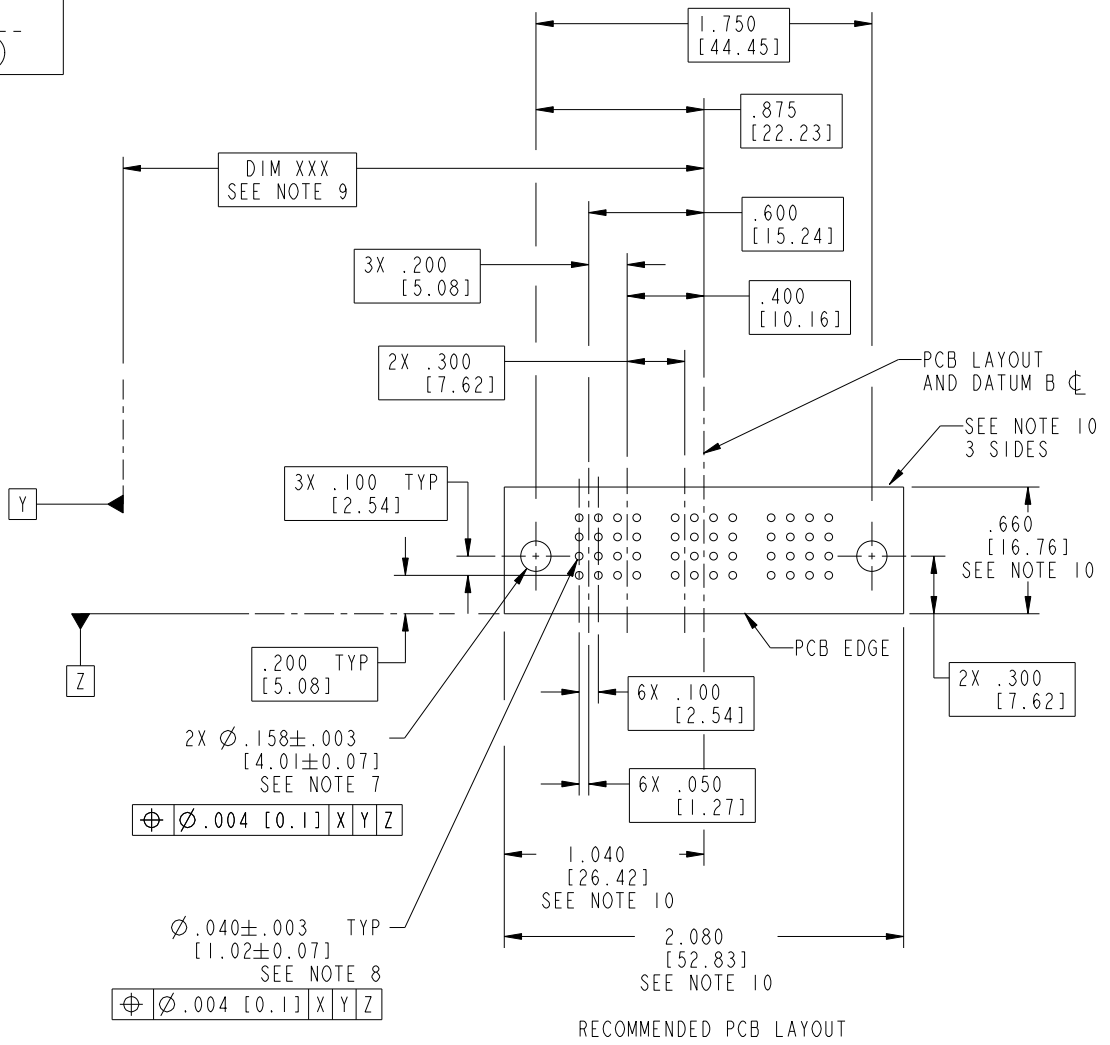 1.750
[44.45]
.875
[22.23]
DIM XXX
SEE NOTE 9
.600
[15.24]
3X .200
[5.08]
.400
[10.16]
2X .300
[7.62]
PCB LAYOUT
AND DATUM B ℄
SEE NOTE 10
3 SIDES
3X .100 TYP
[2.54]
Y
.660
[16.76]
SEE NOTE 10
Z
.200 TYP
[5.08]
PCB EDGE
6X .100
[2.54]
2X .300
[7.62]
2X Ø.158±.003
[4.01±0.07]
SEE NOTE 7
⌖ Ø.004 [0.1] X Y Z
6X .050
[1.27]
1.040
[26.42]
SEE NOTE 10
Ø.040±.003 TYP
[1.02±0.07]
SEE NOTE 8
⌖ Ø.004 [0.1] X Y Z
2.080
[52.83]
SEE NOTE 10
RECOMMENDED PCB LAYOUT